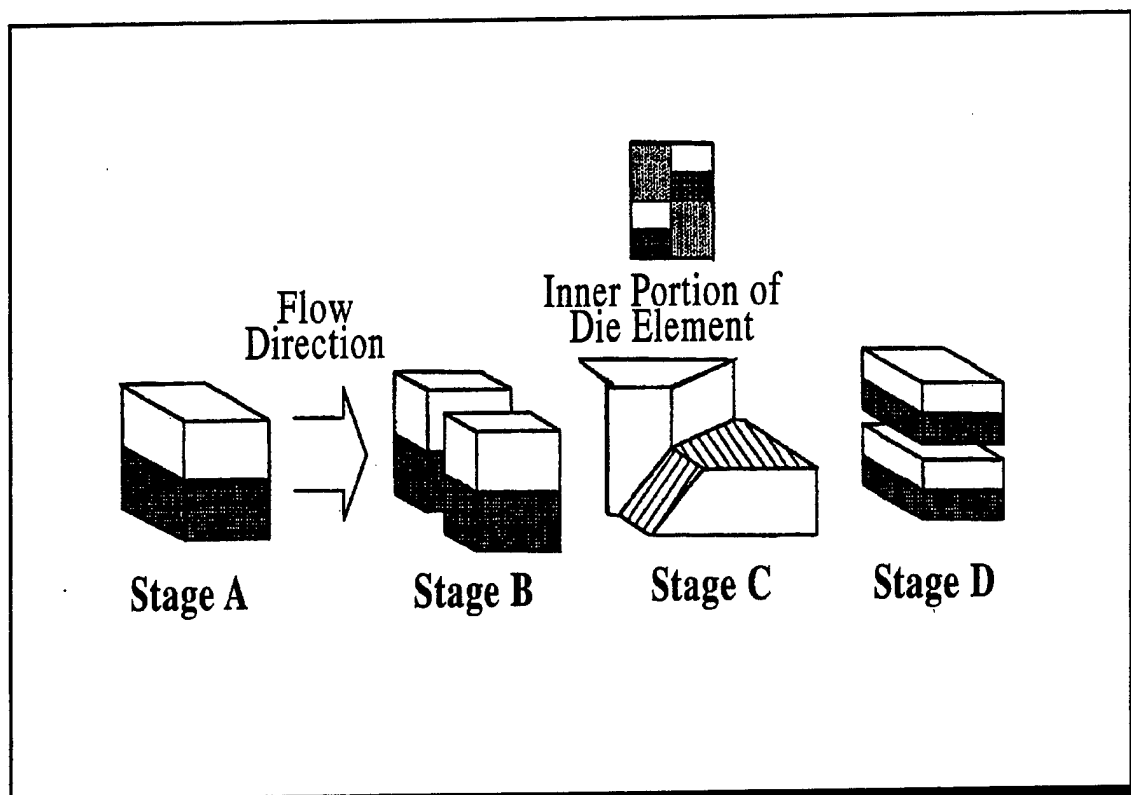 Flow
Direction
Inner Portion of
Die Element
Stage A
Stage B
Stage C
Stage D